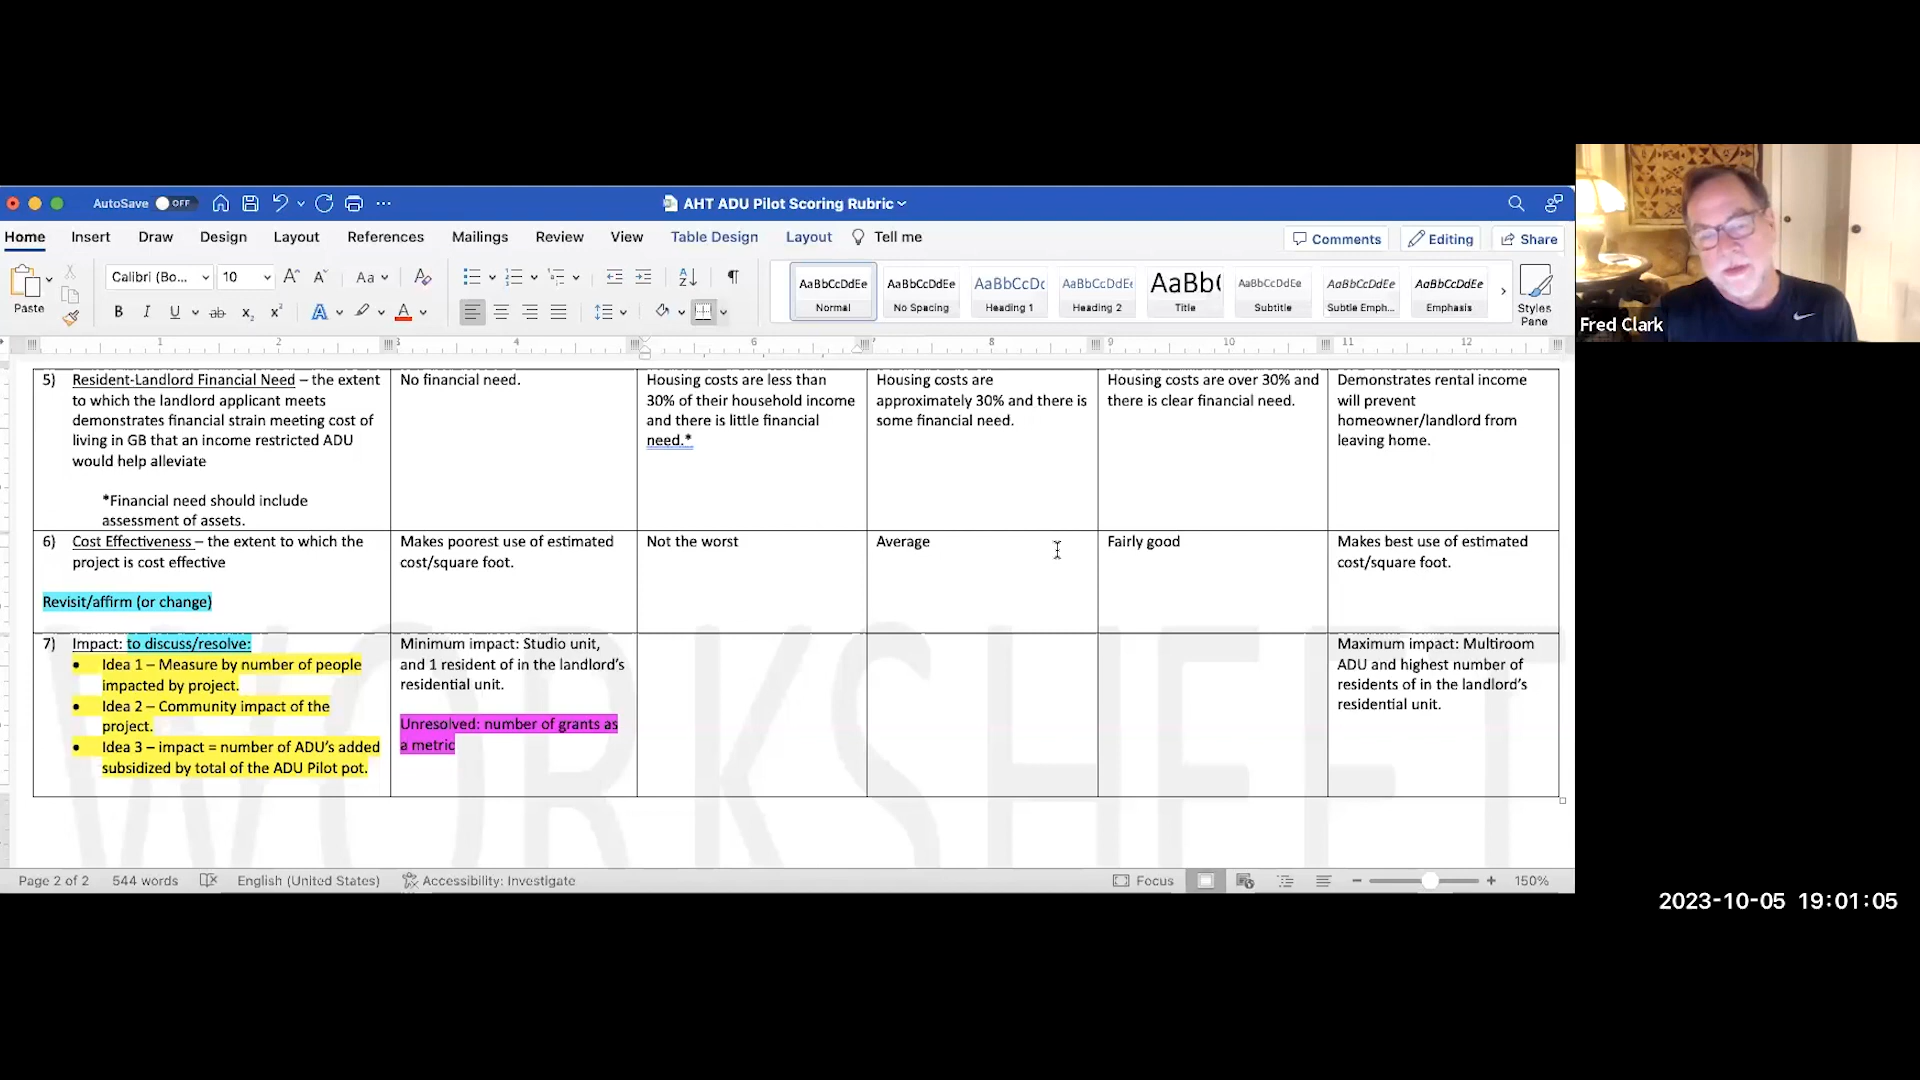 AutoSave OFF
AHT ADU Pilot Scoring Rubric
Home Insert Draw Design Layout References Mailings Review View Table Design Layout Tell me
Comments Editing Share
Paste
Calibri (Bo... 10
AaBbCcDdEe AaBbCcDdEe AaBbCcDc AaBbCcDdEe AaBb( AaBbCcDdEe AaBbCcDdEe AaBbCcDdEe
Normal No Spacing Heading 1 Heading 2 Title Subtitle Subtle Emph... Emphasis
Styles
Pane
Fred Clark
1 2 3 4 6 7 8 9 10 11 12
5) Resident-Landlord Financial Need – the extent
to which the landlord applicant meets
demonstrates financial strain meeting cost of
living in GB that an income restricted ADU
would help alleviate
*Financial need should include
assessment of assets.
No financial need.
Housing costs are less than
30% of their household income
and there is little financial
need.*
Housing costs are
approximately 30% and there is
some financial need.
Housing costs are over 30% and
there is clear financial need.
Demonstrates rental income
will prevent
homeowner/landlord from
leaving home.
6) Cost Effectiveness – the extent to which the
project is cost effective
Revisit/affirm (or change)
Makes poorest use of estimated
cost/square foot.
Not the worst
Average
Fairly good
Makes best use of estimated
cost/square foot.
7) Impact: to discuss/resolve:
• Idea 1 – Measure by number of people
impacted by project.
• Idea 2 – Community impact of the
project.
• Idea 3 – impact = number of ADU's added
subsidized by total of the ADU Pilot pot.
Minimum impact: Studio unit,
and 1 resident of in the landlord's
residential unit.
Unresolved: number of grants as
a metric
Maximum impact: Multiroom
ADU and highest number of
residents of in the landlord's
residential unit.
WORKSHEET
Page 2 of 2 544 words English (United States) Accessibility: Investigate Focus 150%
2023-10-05 19:01:05